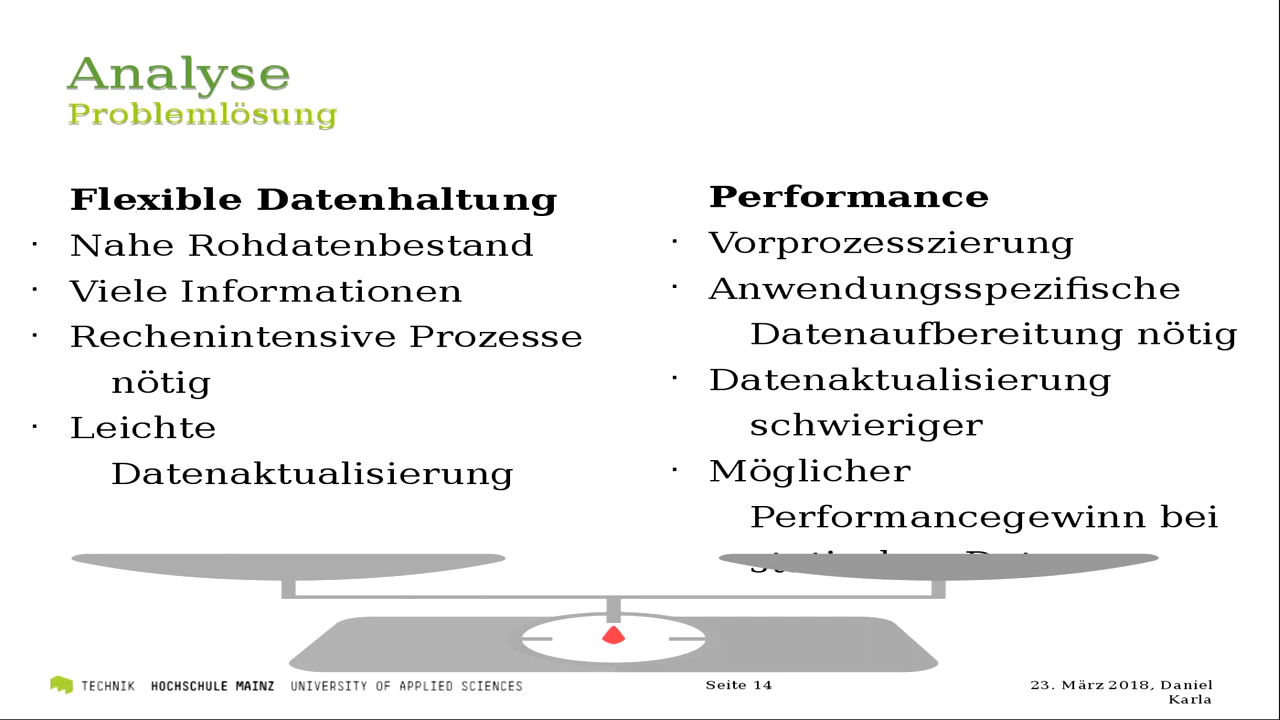 Analyse
Problemlösung
Flexible Datenhaltung
· Nahe Rohdatenbestand
· Viele Informationen
· Rechenintensive Prozesse
nötig
· Leichte
Datenaktualisierung
Performance
· Vorprozesszierung
· Anwendungsspezifische
Datenaufbereitung nötig
· Datenaktualisierung
schwieriger
· Möglicher
Performancegewinn bei
TECHNIK HOCHSCHULE MAINZ UNIVERSITY OF APPLIED SCIENCES
Seite 14
23. März 2018, Daniel
Karla